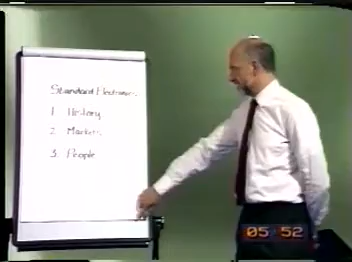 Standard Electronics
1. History
2. Markets
3. People
05 52